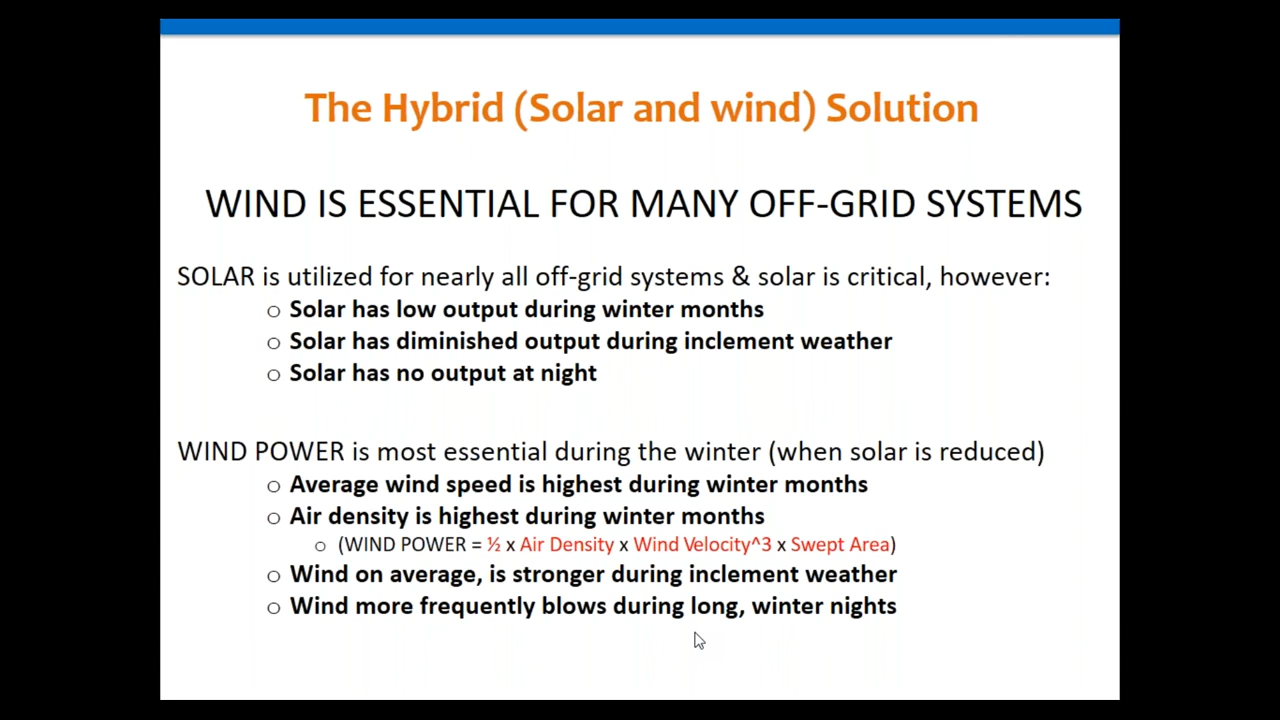 The Hybrid (Solar and wind) Solution
WIND IS ESSENTIAL FOR MANY OFF-GRID SYSTEMS
SOLAR is utilized for nearly all off-grid systems & solar is critical, however:
o Solar has low output during winter months
o Solar has diminished output during inclement weather
o Solar has no output at night
WIND POWER is most essential during the winter (when solar is reduced)
o Average wind speed is highest during winter months
o Air density is highest during winter months
o (WIND POWER = ½ x Air Density x Wind Velocity^3 x Swept Area)
o Wind on average, is stronger during inclement weather
o Wind more frequently blows during long, winter nights